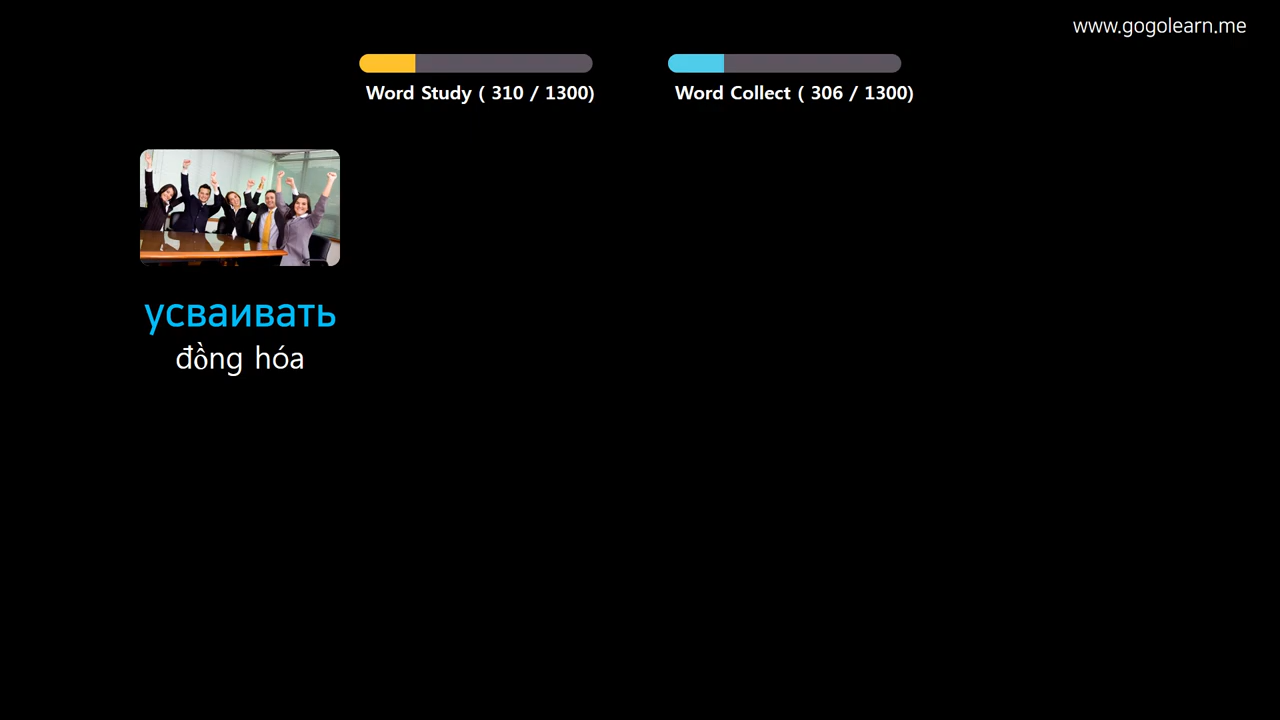 www.gogolearn.me
Word Study ( 310 / 1300)
Word Collect ( 306 / 1300)
усваивать
đồng hóa